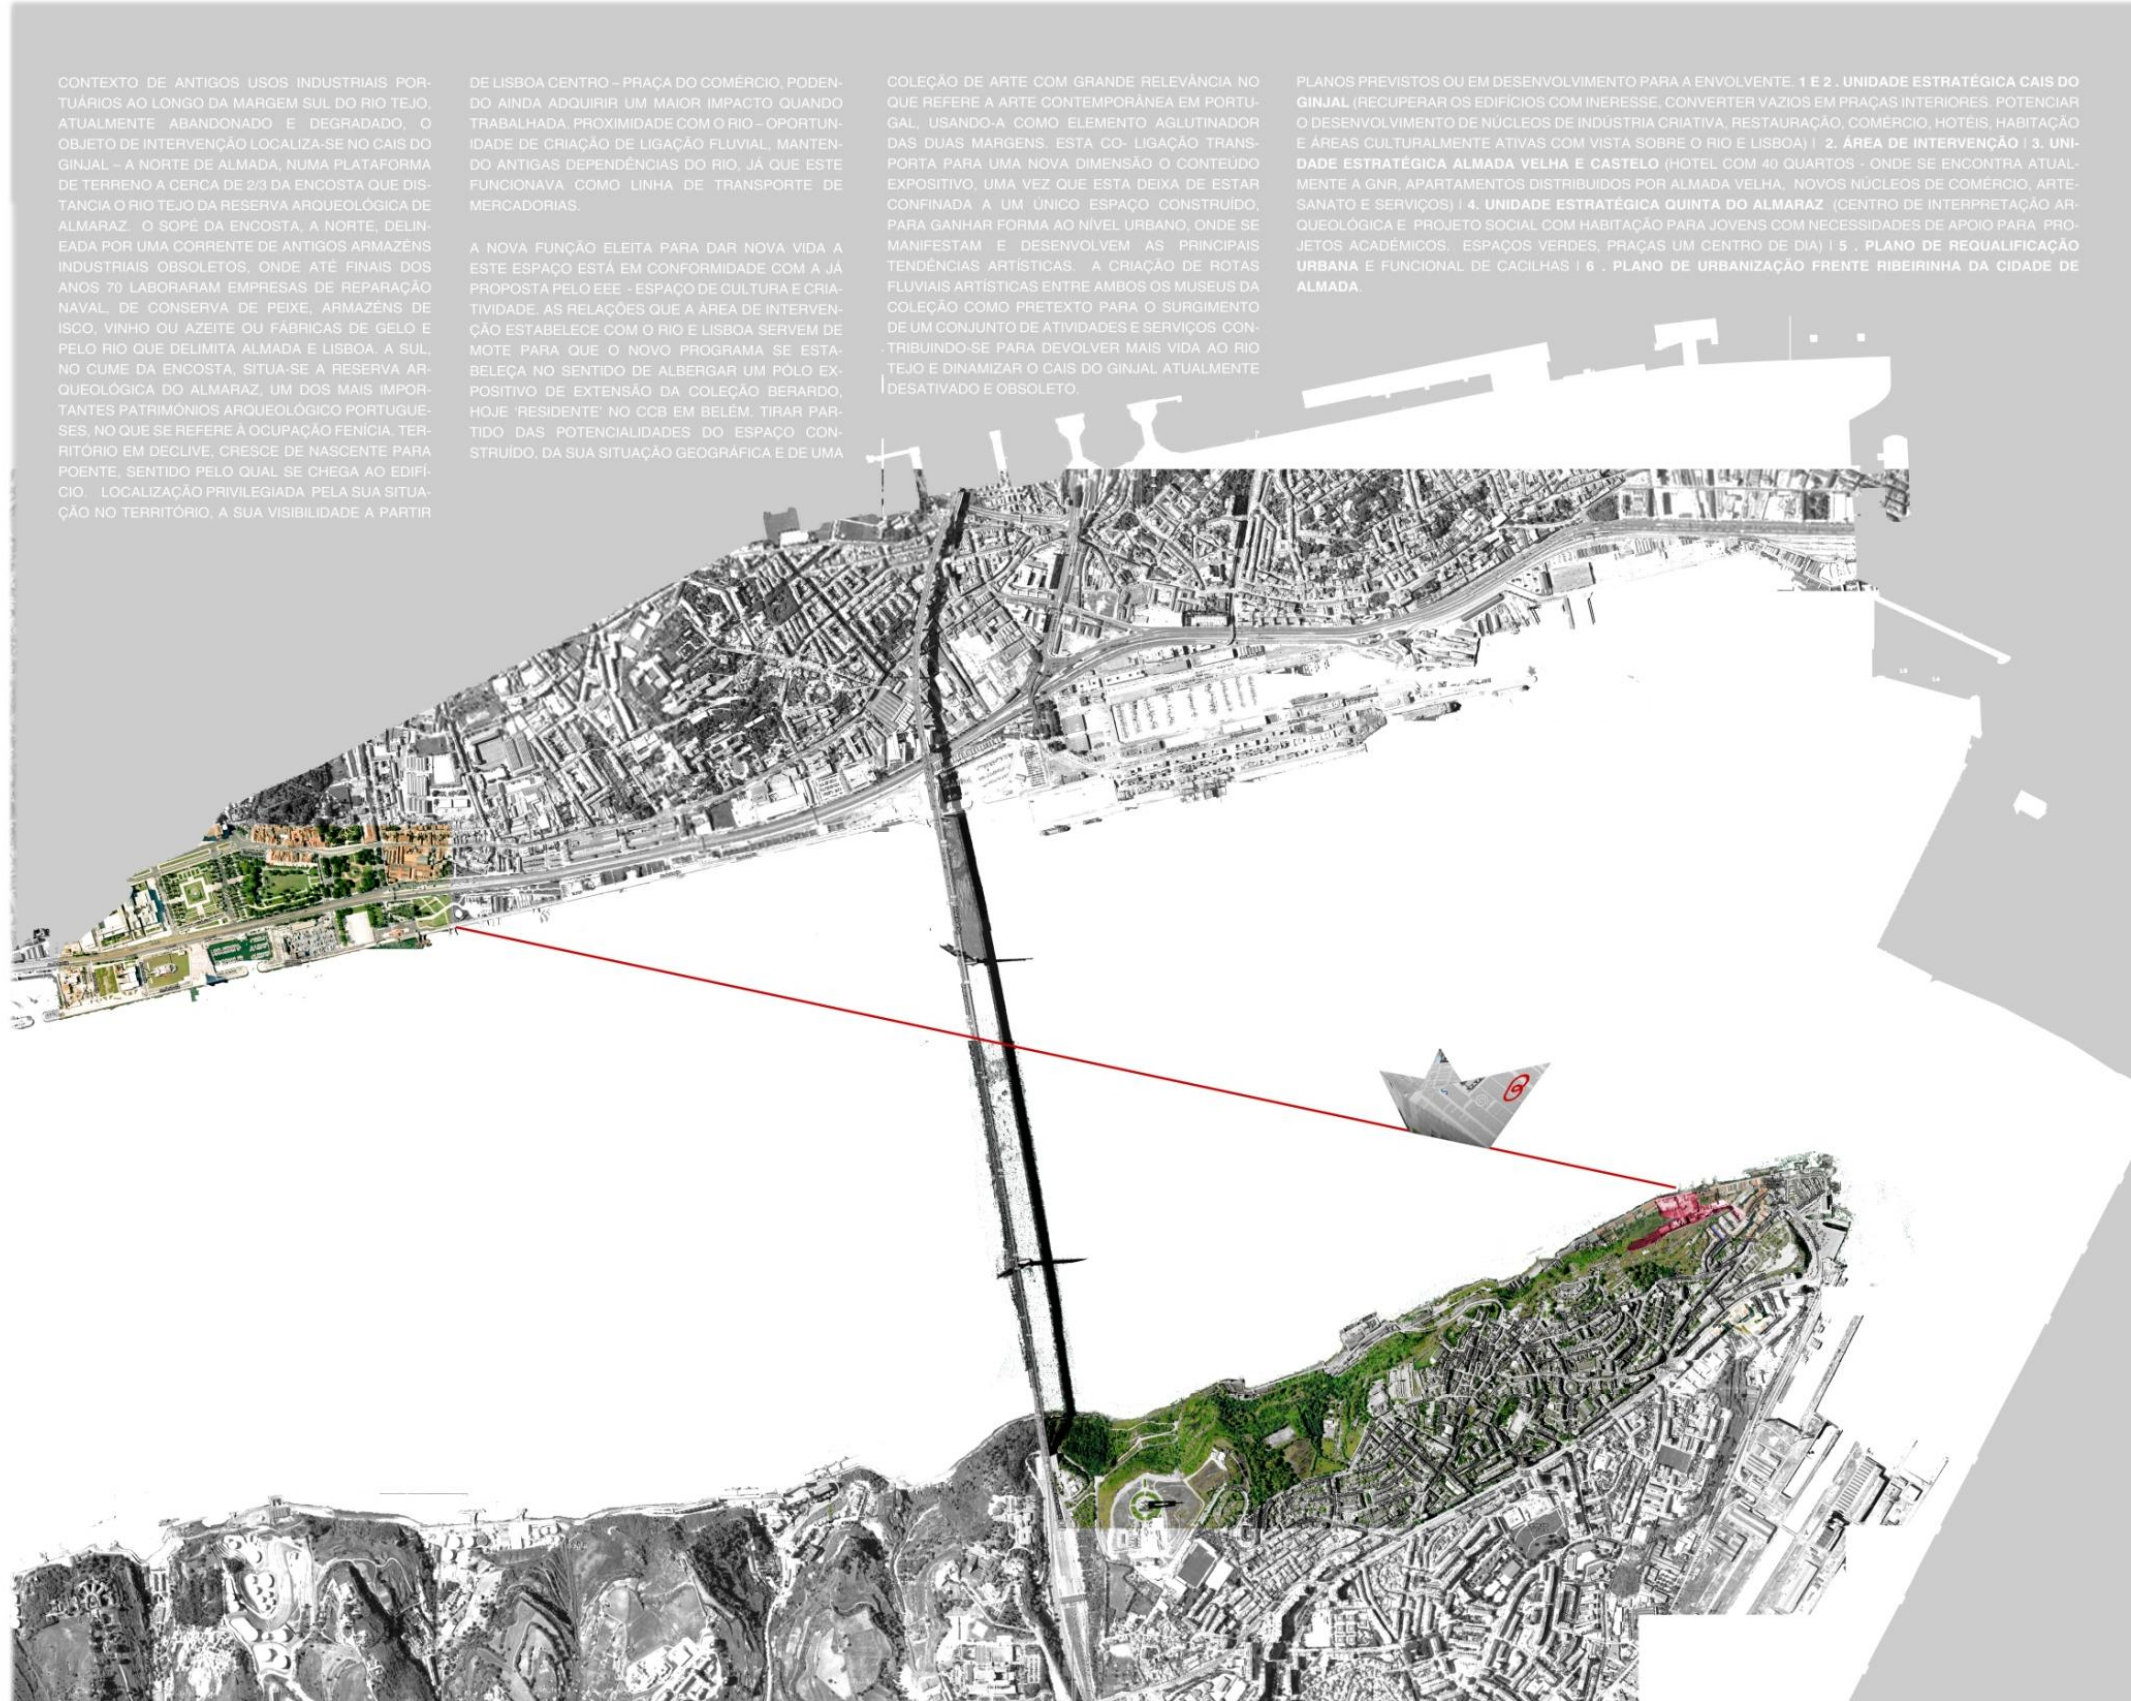 CONTEXTO DE ANTIGOS USOS INDUSTRIAIS POR-
TUÁRIOS AO LONGO DA MARGEM SUL DO RIO TEJO,
ATUALMENTE ABANDONADO E DEGRADADO, O
OBJETO DE INTERVENÇÃO LOCALIZA-SE NO CAIS DO
GINJAL – A NORTE DE ALMADA, NUMA PLATAFORMA
DE TERRENO A CERCA DE 2/3 DA ENCOSTA QUE DIS-
TANCIA O RIO TEJO DA RESERVA ARQUEOLÓGICA DE
ALMARAZ. O SOPÉ DA ENCOSTA, A NORTE, DELIN-
EADA POR UMA CORRENTE DE ANTIGOS ARMAZÉNS
INDUSTRIAIS OBSOLETOS, ONDE ATÉ FINAIS DOS
ANOS 70 LABORARAM EMPRESAS DE REPARAÇÃO
NAVAL, DE CONSERVA DE PEIXE, ARMAZÉNS DE
ISCO, VINHO OU AZEITE OU FÁBRICAS DE GELO E
PELO RIO QUE DELIMITA ALMADA E LISBOA. A SUL,
NO CUME DA ENCOSTA, SITUA-SE A RESERVA AR-
QUEOLÓGICA DO ALMARAZ, UM DOS MAIS IMPOR-
TANTES PATRIMÓNIOS ARQUEOLÓGICO PORTUGUE-
SES, NO QUE SE REFERE À OCUPAÇÃO FENÍCIA. TER-
RITÓRIO EM DECLIVE, CRESCE DE NASCENTE PARA
POENTE, SENTIDO PELO QUAL SE CHEGA AO EDIFÍ-
CIO. LOCALIZAÇÃO PRIVILEGIADA PELA SUA SITUA-
ÇÃO NO TERRITÓRIO, A SUA VISIBILIDADE A PARTIR
DE LISBOA CENTRO – PRAÇA DO COMÉRCIO, PODEN-
DO AINDA ADQUIRIR UM MAIOR IMPACTO QUANDO
TRABALHADA. PROXIMIDADE COM O RIO – OPORTUN-
IDADE DE CRIAÇÃO DE LIGAÇÃO FLUVIAL, MANTEN-
DO ANTIGAS DEPENDÊNCIAS DO RIO, JÁ QUE ESTE
FUNCIONAVA COMO LINHA DE TRANSPORTE DE
MERCADORIAS.
A NOVA FUNÇÃO ELEITA PARA DAR NOVA VIDA A
ESTE ESPAÇO ESTÁ EM CONFORMIDADE COM A JÁ
PROPOSTA PELO EEE - ESPAÇO DE CULTURA E CRIA-
TIVIDADE. AS RELAÇÕES QUE A ÀREA DE INTERVEN-
ÇÃO ESTABELECE COM O RIO E LISBOA SERVEM DE
MOTE PARA QUE O NOVO PROGRAMA SE ESTA-
BELEÇA NO SENTIDO DE ALBERGAR UM PÓLO EX-
POSITIVO DE EXTENSÃO DA COLEÇÃO BERARDO,
HOJE 'RESIDENTE' NO CCB EM BELÉM. TIRAR PAR-
TIDO DAS POTENCIALIDADES DO ESPAÇO CON-
STRUÍDO, DA SUA SITUAÇÃO GEOGRÁFICA E DE UMA
COLEÇÃO DE ARTE COM GRANDE RELEVÂNCIA NO
QUE REFERE A ARTE CONTEMPORÂNEA EM PORTU-
GAL, USANDO-A COMO ELEMENTO AGLUTINADOR
DAS DUAS MARGENS. ESTA CO- LIGAÇÃO TRANS-
PORTA PARA UMA NOVA DIMENSÃO O CONTEÚDO
EXPOSITIVO, UMA VEZ QUE ESTA DEIXA DE ESTAR
CONFINADA A UM ÚNICO ESPAÇO CONSTRUÍDO,
PARA GANHAR FORMA AO NÍVEL URBANO, ONDE SE
MANIFESTAM E DESENVOLVEM AS PRINCIPAIS
TENDÊNCIAS ARTÍSTICAS. A CRIAÇÃO DE ROTAS
FLUVIAIS ARTÍSTICAS ENTRE AMBOS OS MUSEUS DA
COLEÇÃO COMO PRETEXTO PARA O SURGIMENTO
DE UM CONJUNTO DE ATIVIDADES E SERVIÇOS CON-
TRIBUINDO-SE PARA DEVOLVER MAIS VIDA AO RIO
TEJO E DINAMIZAR O CAIS DO GINJAL ATUALMENTE
DESATIVADO E OBSOLETO.
PLANOS PREVISTOS OU EM DESENVOLVIMENTO PARA A ENVOLVENTE. 1 E 2 . UNIDADE ESTRATÉGICA CAIS DO
GINJAL (RECUPERAR OS EDIFÍCIOS COM INERESSE, CONVERTER VAZIOS EM PRAÇAS INTERIORES. POTENCIAR
O DESENVOLVIMENTO DE NÚCLEOS DE INDÚSTRIA CRIATIVA, RESTAURAÇÃO, COMÉRCIO, HOTÉIS, HABITAÇÃO
E ÁREAS CULTURALMENTE ATIVAS COM VISTA SOBRE O RIO E LISBOA) | 2. ÁREA DE INTERVENÇÃO | 3. UNI-
DADE ESTRATÉGICA ALMADA VELHA E CASTELO (HOTEL COM 40 QUARTOS - ONDE SE ENCONTRA ATUAL-
MENTE A GNR, APARTAMENTOS DISTRIBUIDOS POR ALMADA VELHA, NOVOS NÚCLEOS DE COMÉRCIO, ARTE-
SANATO E SERVIÇOS) | 4. UNIDADE ESTRATÉGICA QUINTA DO ALMARAZ (CENTRO DE INTERPRETAÇÃO AR-
QUEOLÓGICA E PROJETO SOCIAL COM HABITAÇÃO PARA JOVENS COM NECESSIDADES DE APOIO PARA PRO-
JETOS ACADÉMICOS. ESPAÇOS VERDES, PRAÇAS UM CENTRO DE DIA) | 5 . PLANO DE REQUALIFICAÇÃO
URBANA E FUNCIONAL DE CACILHAS | 6 . PLANO DE URBANIZAÇÃO FRENTE RIBEIRINHA DA CIDADE DE
ALMADA.